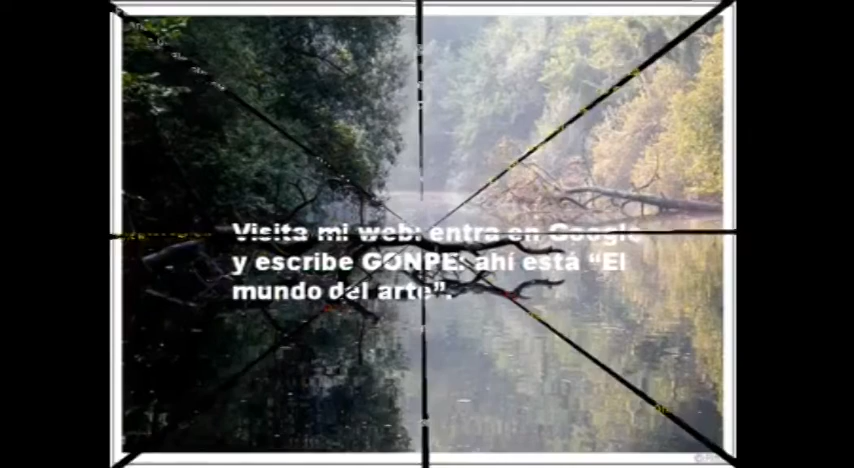 Visita mi web: entra en Google
y escribe GONPE: ahí está “El
mundo del arte”.